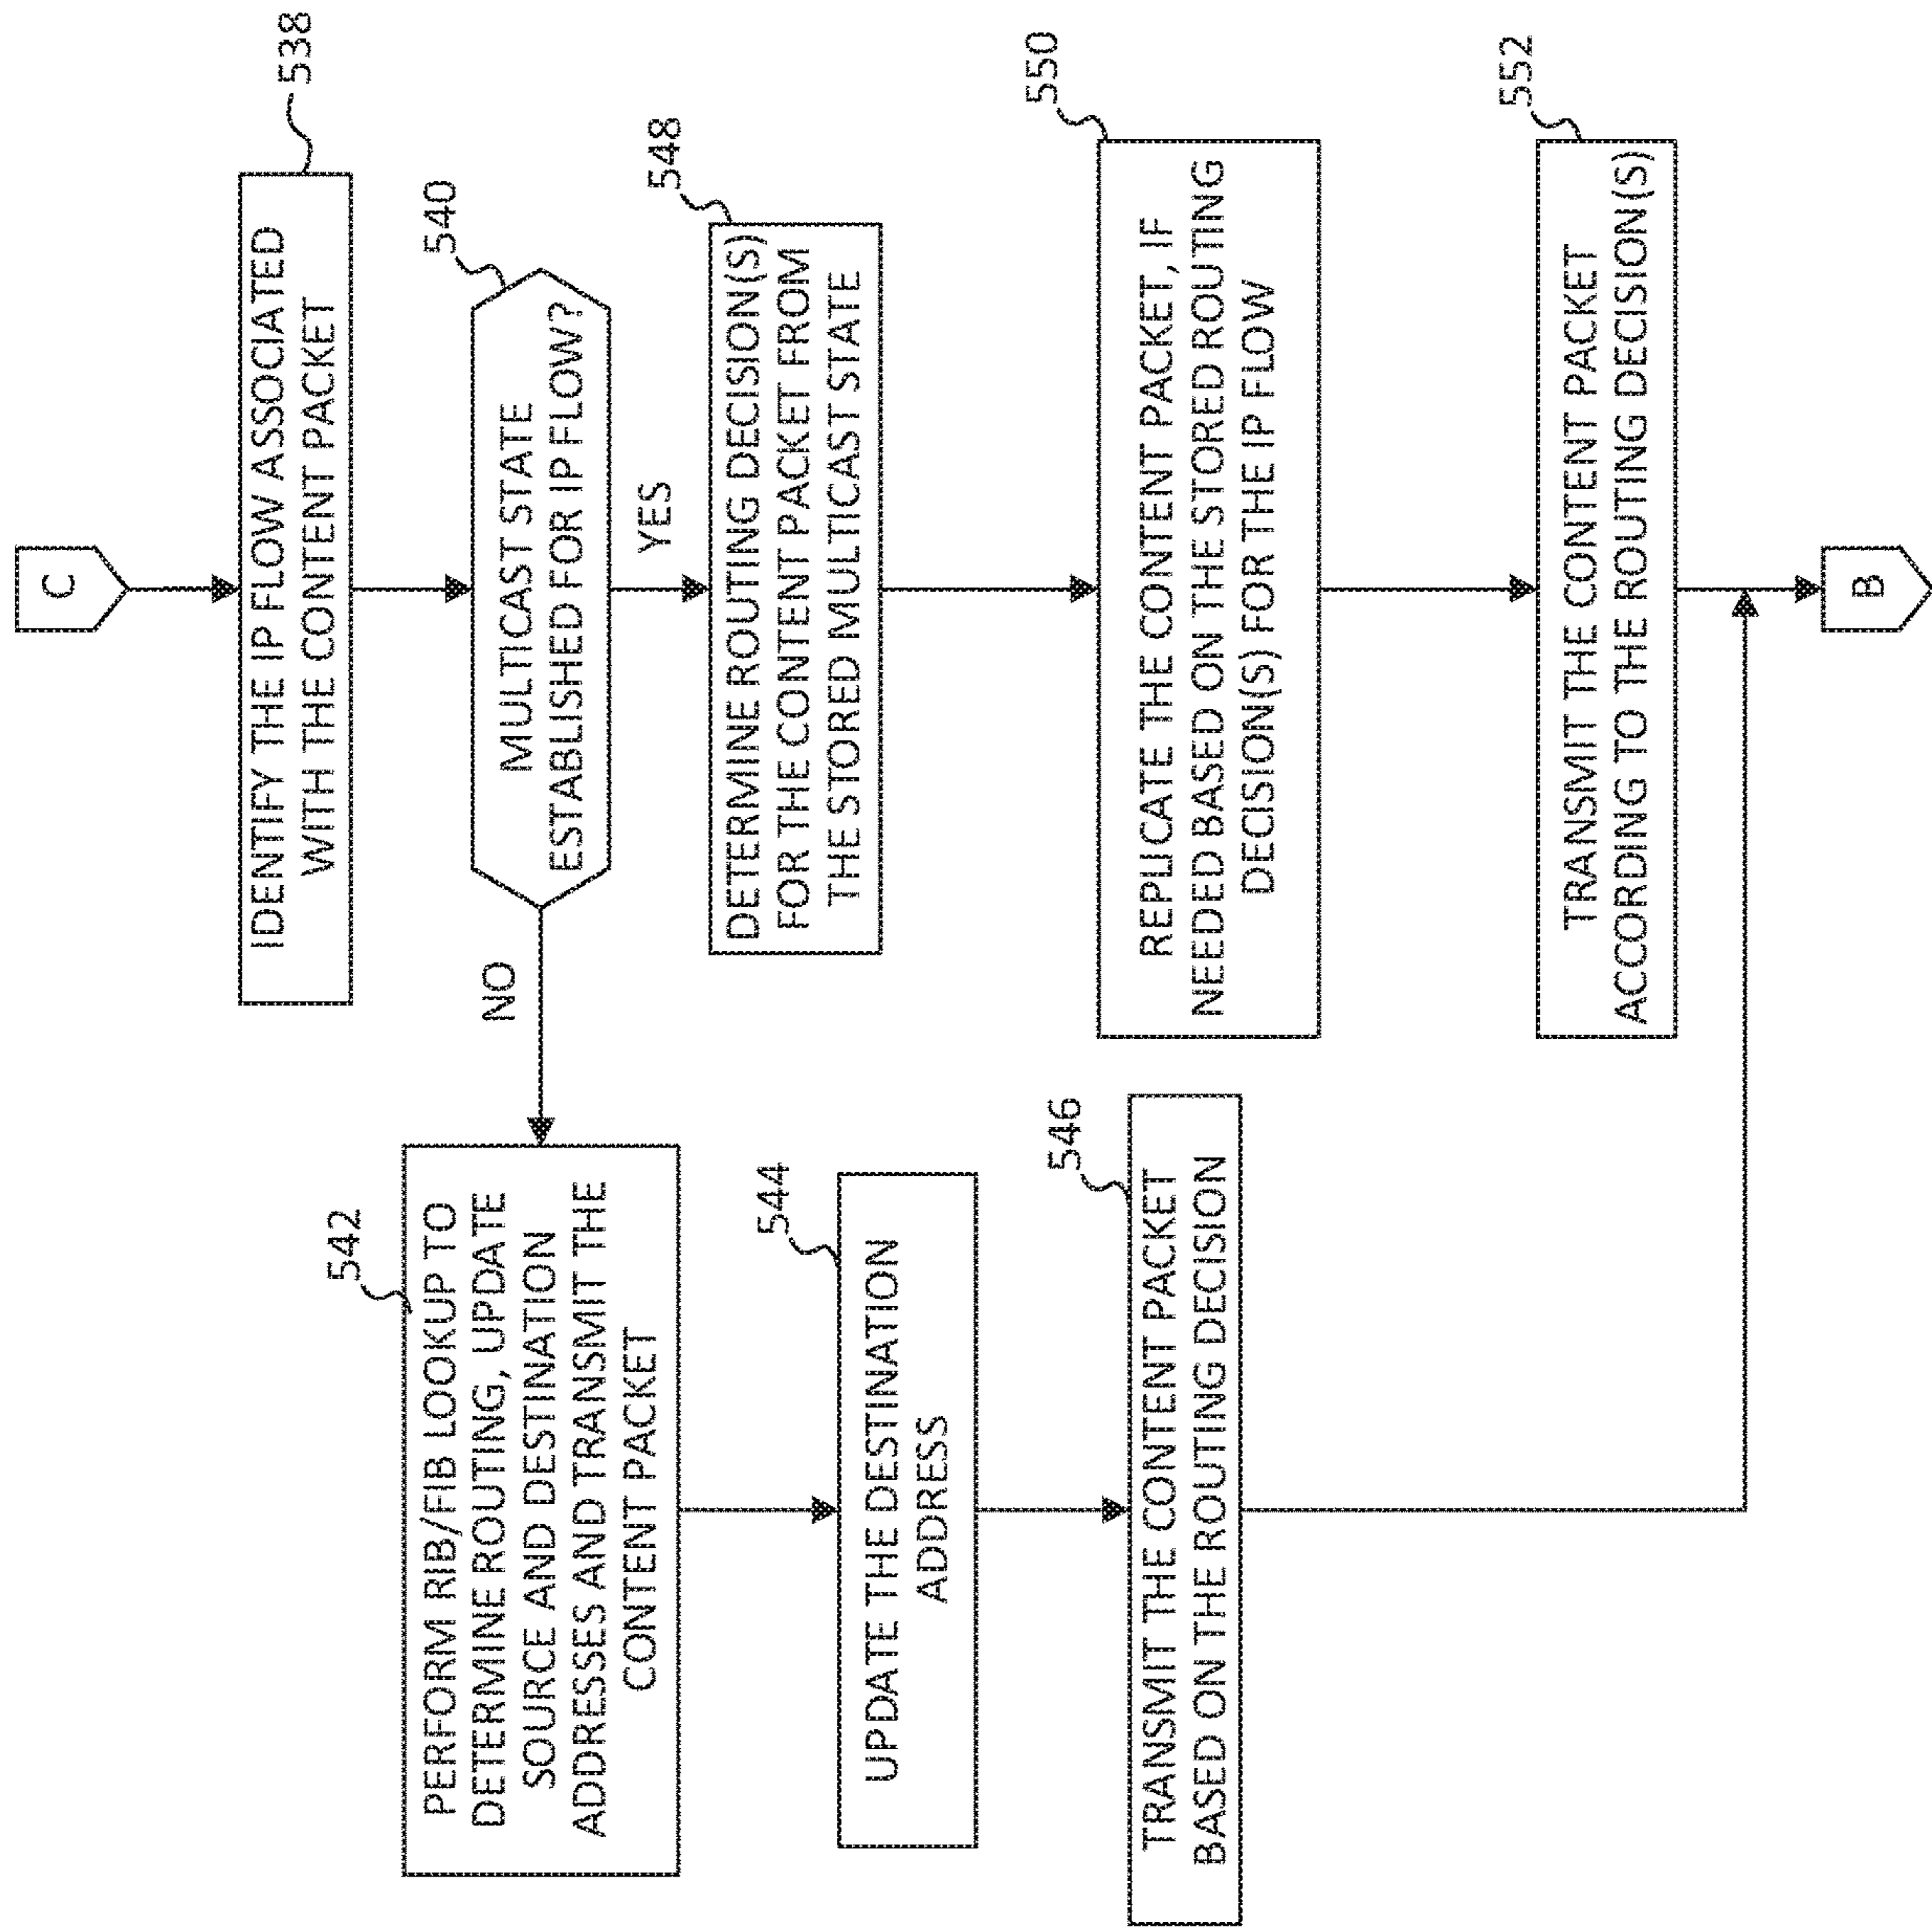 C
538
IDENTIFY THE IP FLOW ASSOCIATED
WITH THE CONTENT PACKET
540
MULTICAST STATE
ESTABLISHED FOR IP FLOW?
NO
YES
542
PERFORM RIB/FIB LOOKUP TO
DETERMINE ROUTING, UPDATE
SOURCE AND DESTINATION
ADDRESSES AND TRANSMIT THE
CONTENT PACKET
544
UPDATE THE DESTINATION
ADDRESS
546
TRANSMIT THE CONTENT PACKET
BASED ON THE ROUTING DECISION
548
DETERMINE ROUTING DECISION(S)
FOR THE CONTENT PACKET FROM
THE STORED MULTICAST STATE
550
REPLICATE THE CONTENT PACKET, IF
NEEDED BASED ON THE STORED ROUTING
DECISION(S) FOR THE IP FLOW
552
TRANSMIT THE CONTENT PACKET
ACCORDING TO THE ROUTING DECISION(S)
B